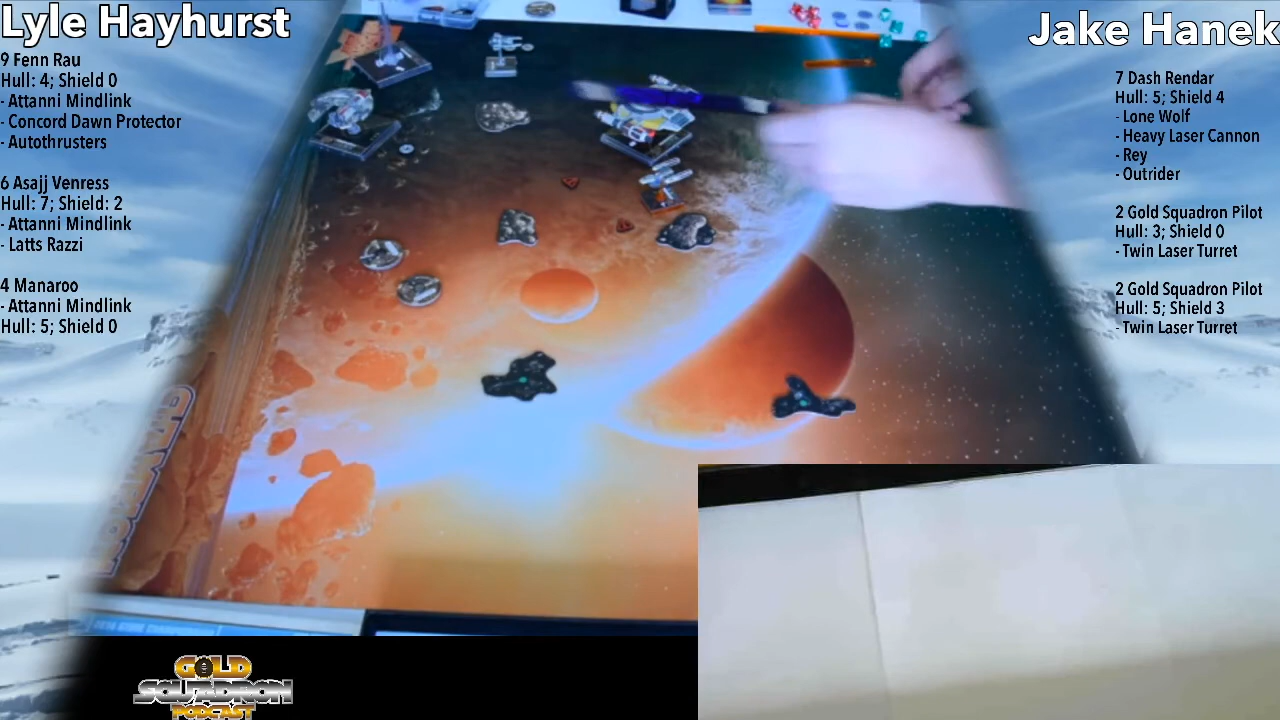 Lyle Hayhurst
9 Fenn Rau
Hull: 4; Shield 0
- Attanni Mindlink
- Concord Dawn Protector
- Autothrusters
6 Asajj Venress
Hull: 7; Shield: 2
- Attanni Mindlink
- Latts Razzi
4 Manaroo
- Attanni Mindlink
Hull: 5; Shield 0
Jake Hanek
7 Dash Rendar
Hull: 5; Shield 4
- Lone Wolf
- Heavy Laser Cannon
- Rey
- Outrider
2 Gold Squadron Pilot
Hull: 3; Shield 0
- Twin Laser Turret
2 Gold Squadron Pilot
Hull: 5; Shield 3
- Twin Laser Turret
GOLD
SQUADRON
PODCAST